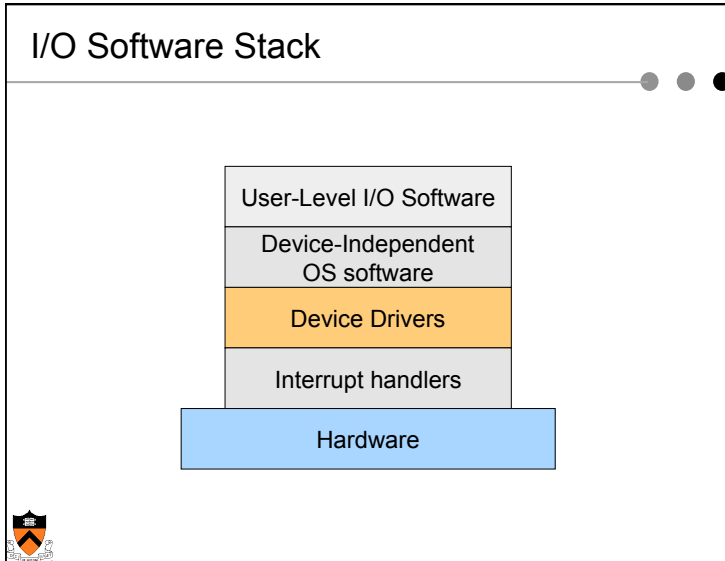 I/O Software Stack
User-Level I/O Software
Device-Independent
OS software
Device Drivers
Interrupt handlers
Hardware